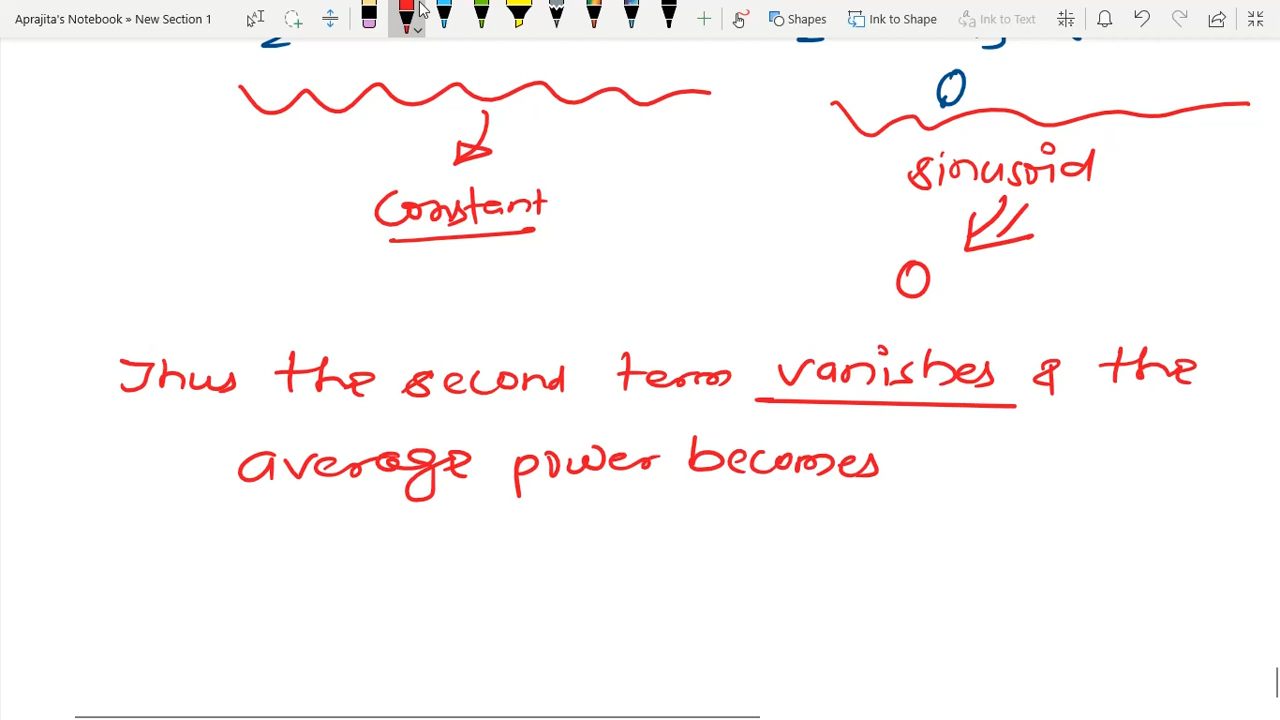 Aprajita's Notebook » New Section 1
Shapes
Ink to Shape
Ink to Text
0
sinusoid
Constant
0
Thus the second term vanishes & the
average power becomes